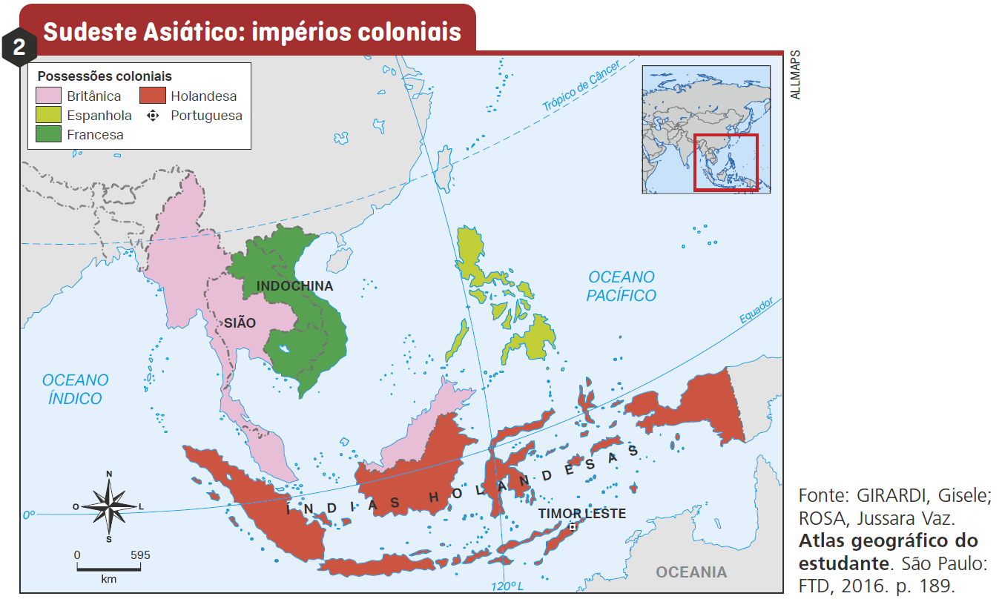 2
Sudeste Asiático: impérios coloniais
Possessões coloniais
Britânica
Holandesa
Espanhola
Portuguesa
Francesa
ALLMAPS
Trópico de Câncer
INDOCHINA
OCEANO
PACÍFICO
Equador
SIÃO
OCEANO
ÍNDICO
ÍNDIAS HOLANDESAS
TIMOR LESTE
N
O
L
S
0º
0
595
km
120º L
OCEANIA
Fonte: GIRARDI, Gisele;
ROSA, Jussara Vaz.
Atlas geográfico do
estudante. São Paulo:
FTD, 2016. p. 189.